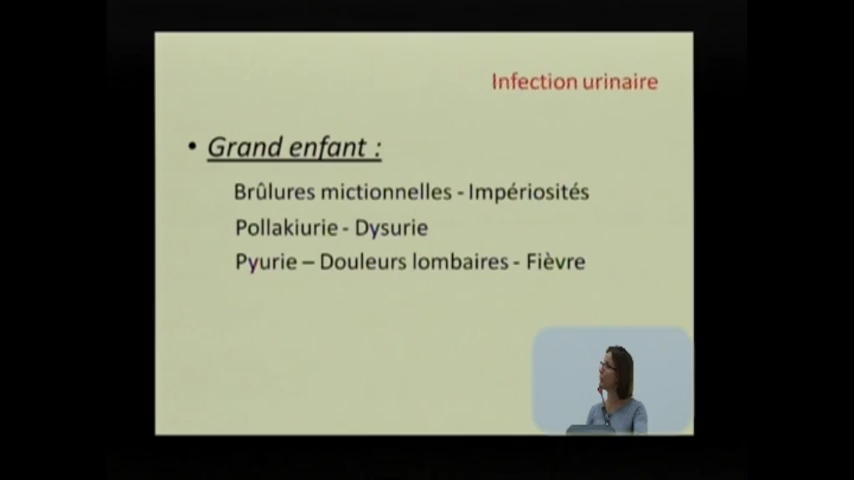 Infection urinaire
• Grand enfant :
Brûlures mictionnelles - Impériosités
Pollakiurie - Dysurie
Pyurie – Douleurs lombaires - Fièvre